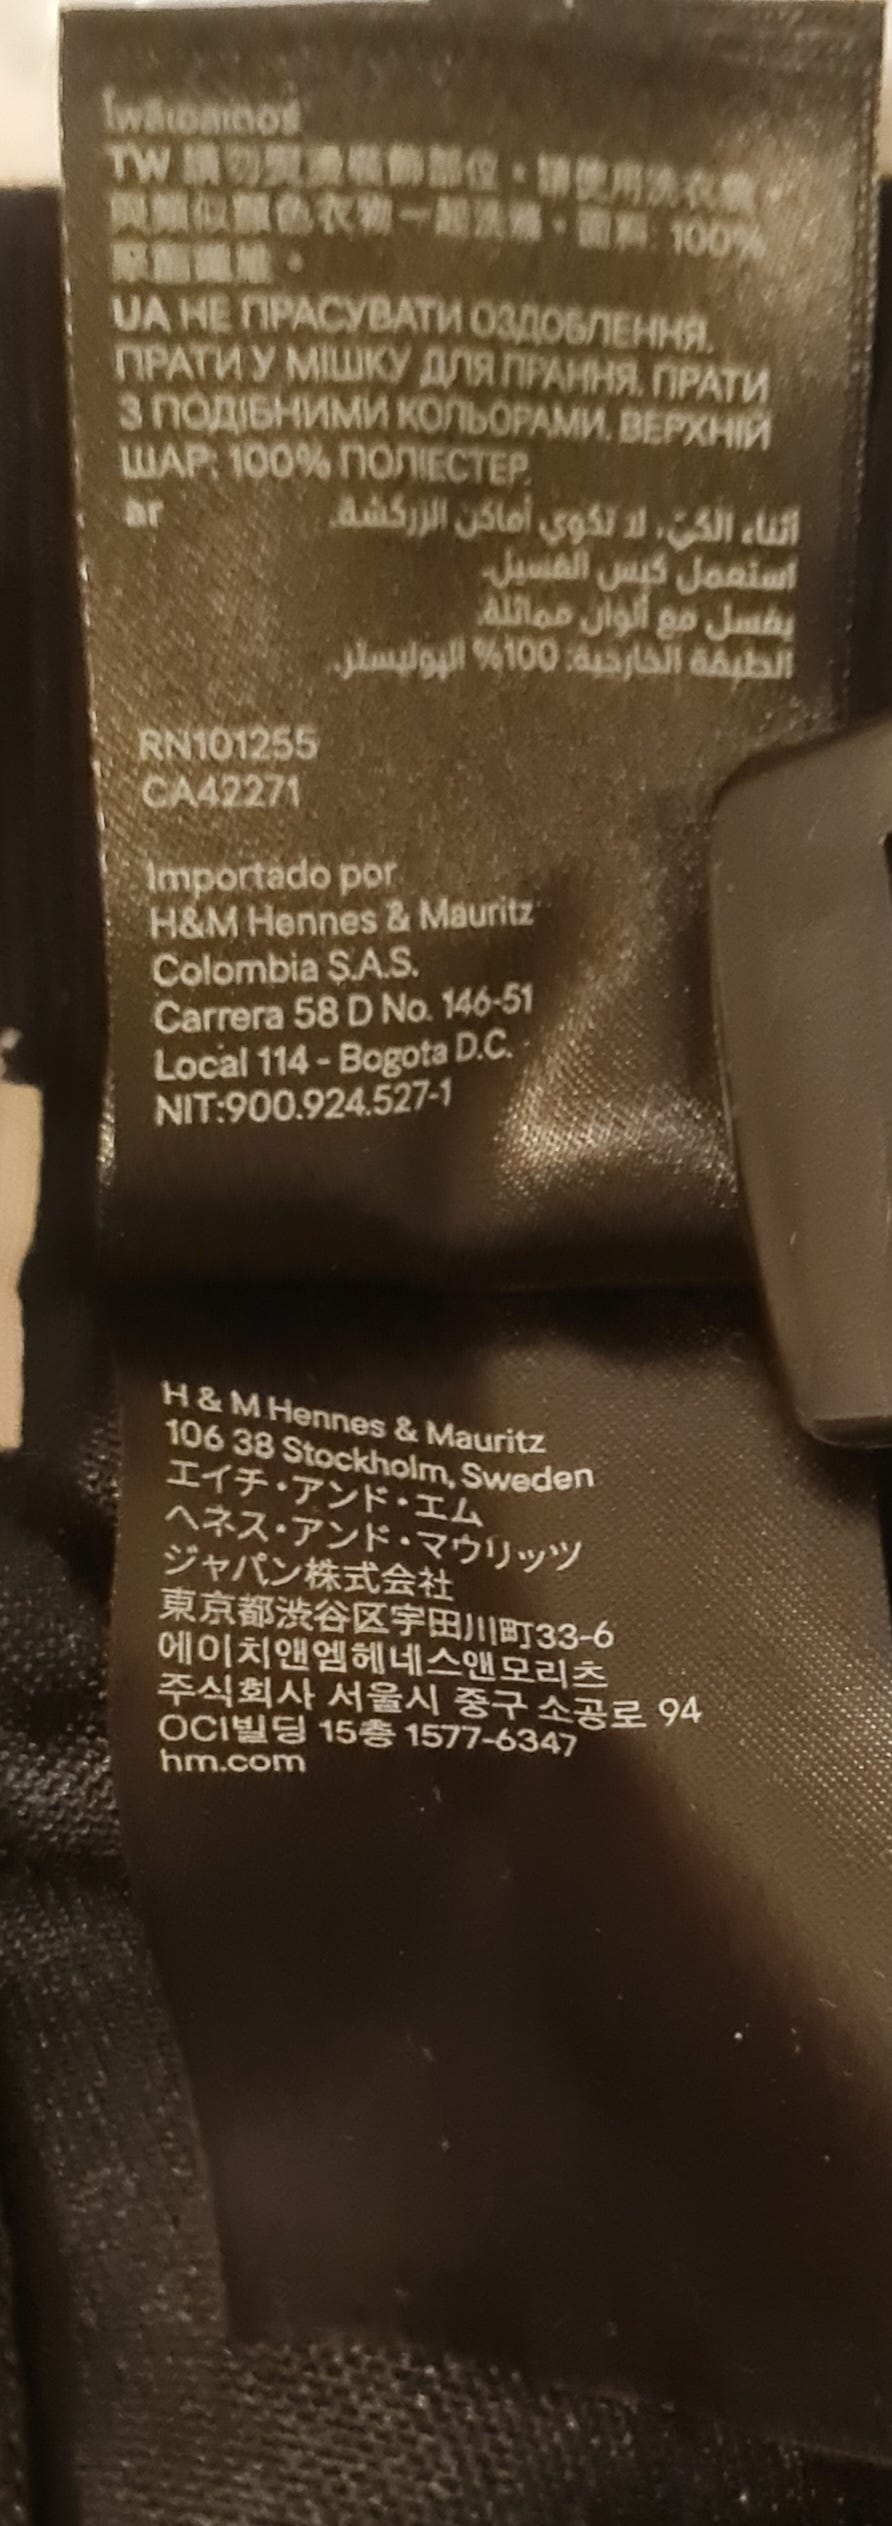 TW 請勿熨燙裝飾部位。請使用洗衣袋。
與類似顏色衣物一起洗滌。面料: 100%
聚酯纖維。
UA НЕ ПРАСУВАТИ ОЗДОБЛЕННЯ.
ПРАТИ У МІШКУ ДЛЯ ПРАННЯ. ПРАТИ
З ПОДІБНИМИ КОЛЬОРАМИ. ВЕРХНІЙ
ШАР: 100% ПОЛІЕСТЕР.
ar أثناء الكيّ، لا تكوي أماكن الزركشة.
استعمل كيس الغسيل.
يغسل مع ألوان مماثلة.
الطبقة الخارجية: 100% البوليستر.
RN101255
CA42271
Importado por
H&M Hennes & Mauritz
Colombia S.A.S.
Carrera 58 D No. 146-51
Local 114 - Bogota D.C.
NIT:900.924.527-1
H & M Hennes & Mauritz
106 38 Stockholm, Sweden
エイチ・アンド・エム
ヘネス・アンド・マウリッツ
ジャパン株式会社
東京都渋谷区宇田川町33-6
에이치앤엠헤네스앤모리츠
주식회사 서울시 중구 소공로 94
OCI빌딩 15층 1577-6347
hm.com